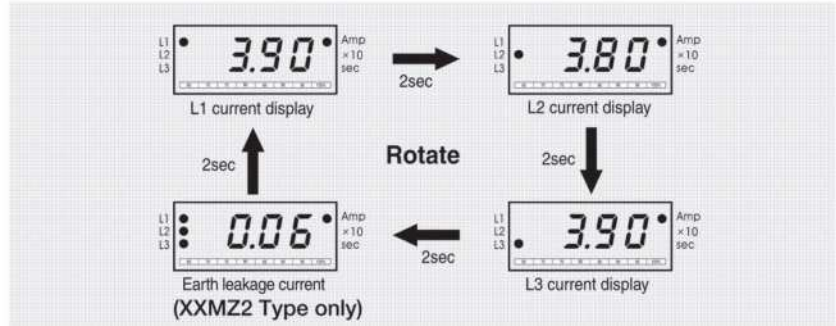 L1
L2
L3
3.90
Amp
×10
sec
L1 current display
2sec
L1
L2
L3
3.80
Amp
×10
sec
L2 current display
2sec
Rotate
2sec
L1
L2
L3
0.06
Amp
×10
sec
Earth leakage current
(XXMZ2 Type only)
2sec
L1
L2
L3
3.90
Amp
×10
sec
L3 current display